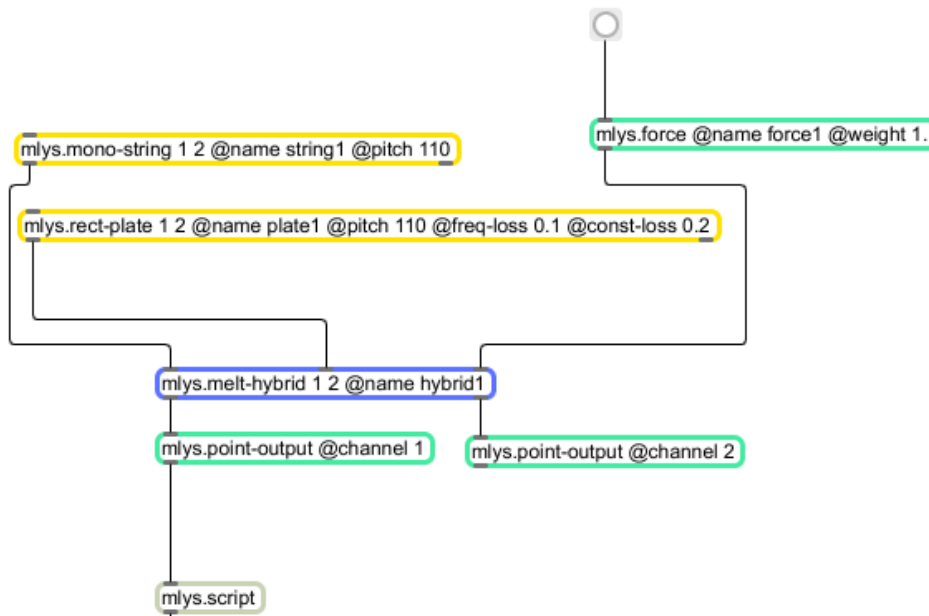 mlys.force @name force1 @weight 1.
mlys.mono-string 1 2 @name string1 @pitch 110
mlys.rect-plate 1 2 @name plate1 @pitch 110 @freq-loss 0.1 @const-loss 0.2
mlys.melt-hybrid 1 2 @name hybrid1
mlys.point-output @channel 1
mlys.point-output @channel 2
mlys.script